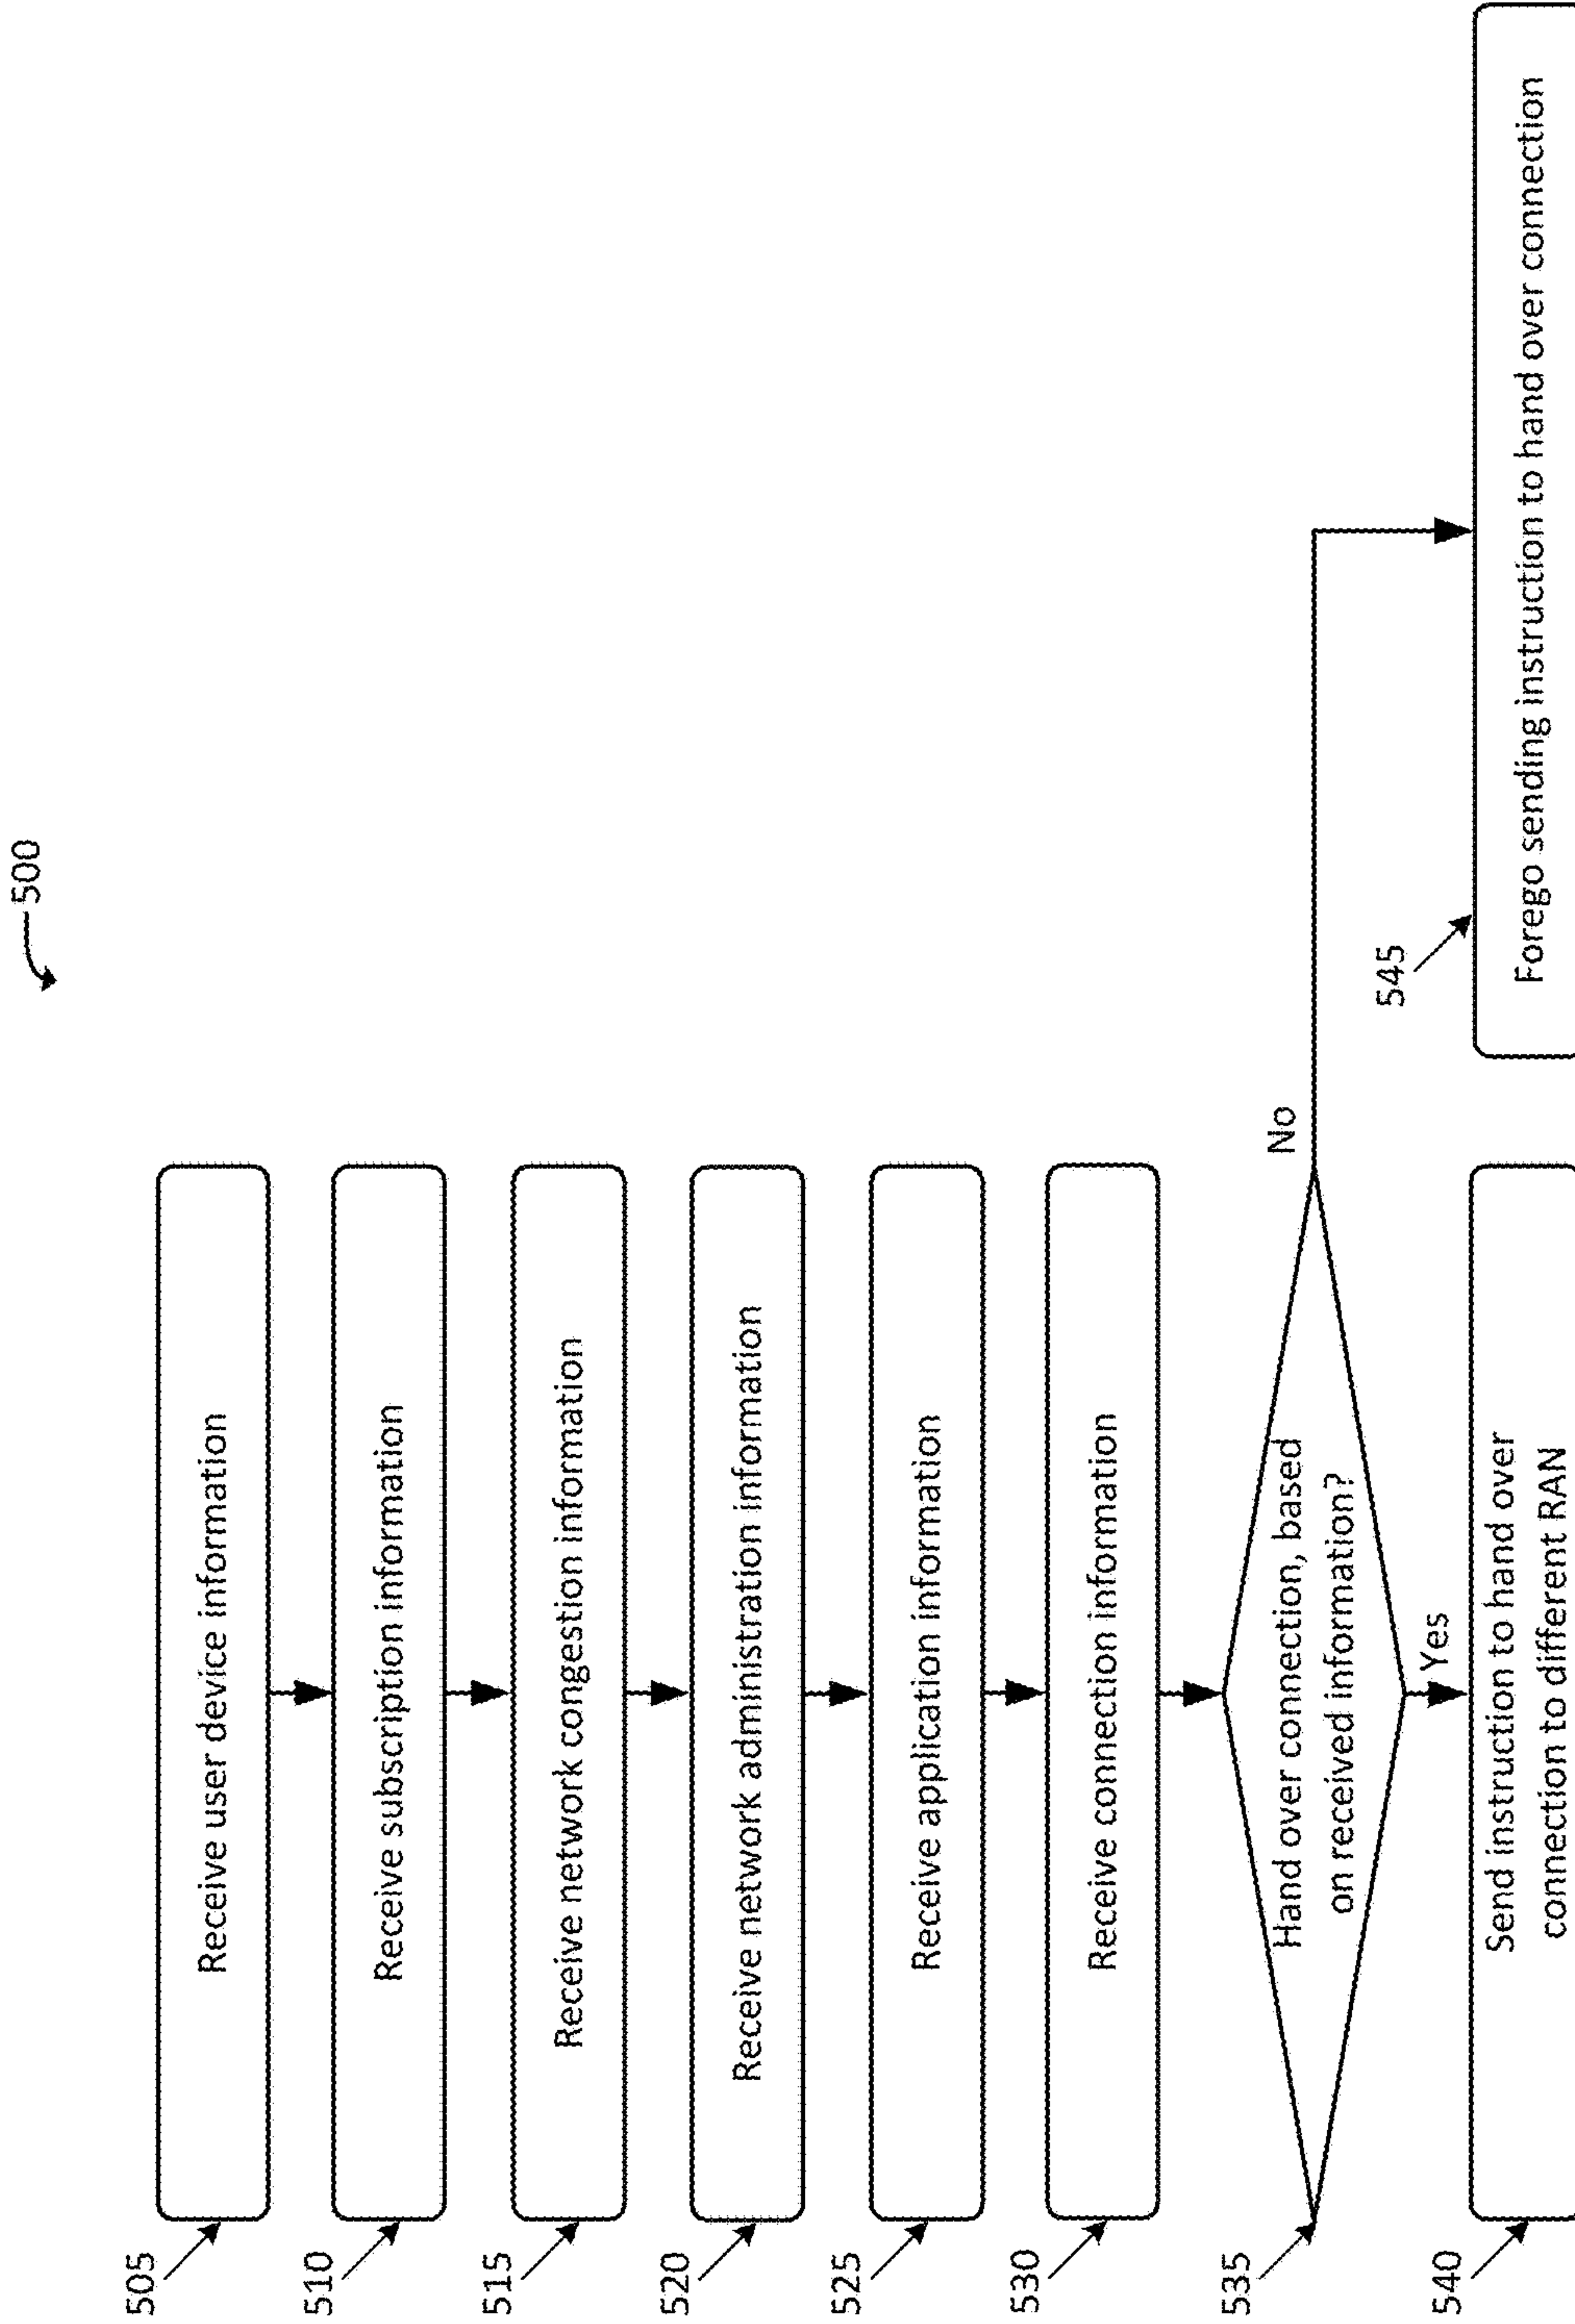 500
505
Receive user device information
510
Receive subscription information
515
Receive network congestion information
520
Receive network administration information
525
Receive application information
530
Receive connection information
535
Hand over connection, based
on received information?
No
Yes
540
Send instruction to hand over
connection to different RAN
545
Forego sending instruction to hand over connection